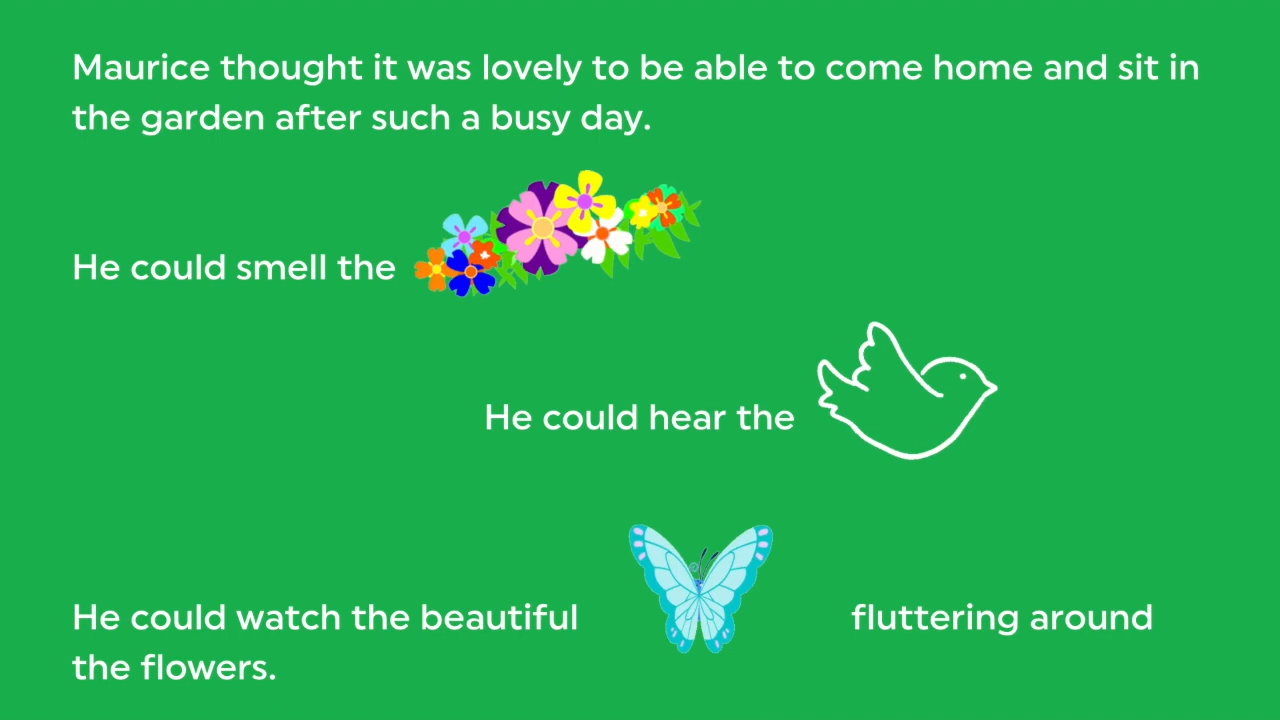 Maurice thought it was lovely to be able to come home and sit in
the garden after such a busy day.
He could smell the
He could hear the
He could watch the beautiful fluttering around
the flowers.